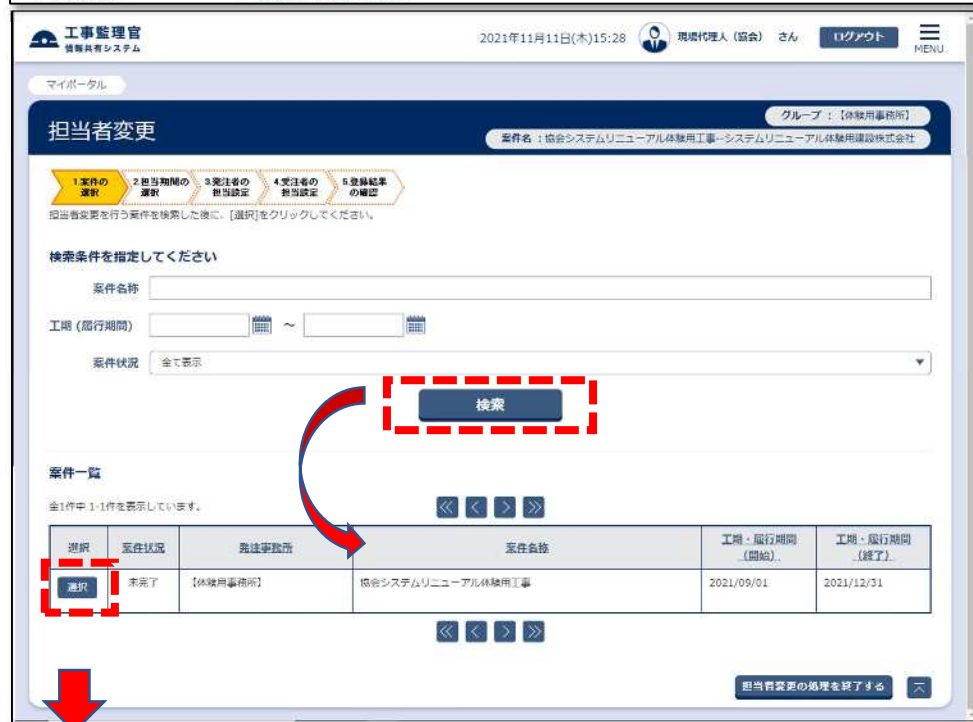 工事監理官
情報共有システム
2021年11月11日(木)15:28
現場代理人（協会） さん
ログアウト
MENU
マイポータル
担当者変更
グループ：【体験用事務所】
案件名：協会システムリニューアル体験用工事--システムリニューアル体験用建設株式会社
1.案件の選択
2.担当期間の選択
3.発注者の担当設定
4.受注者の担当設定
5.登録結果の確認
担当者変更を行う案件を検索した後に、[選択]をクリックしてください。
検索条件を指定してください
案件名称
工期 (履行期間) ～
案件状況 全て表示
検索
案件一覧
全1件中 1-1件を表示しています。
選択 案件状況 発注事務所 案件名称 工期・履行期間(開始) 工期・履行期間(終了)
選択 未完了 【体験用事務所】 協会システムリニューアル体験用工事 2021/09/01 2021/12/31
担当者変更の処理を終了する